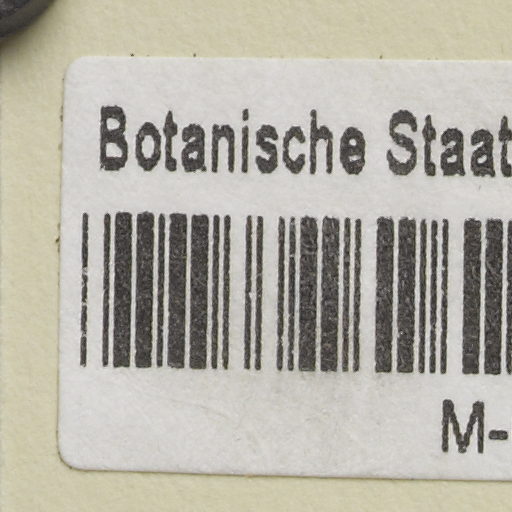 Botanische Staat
M-